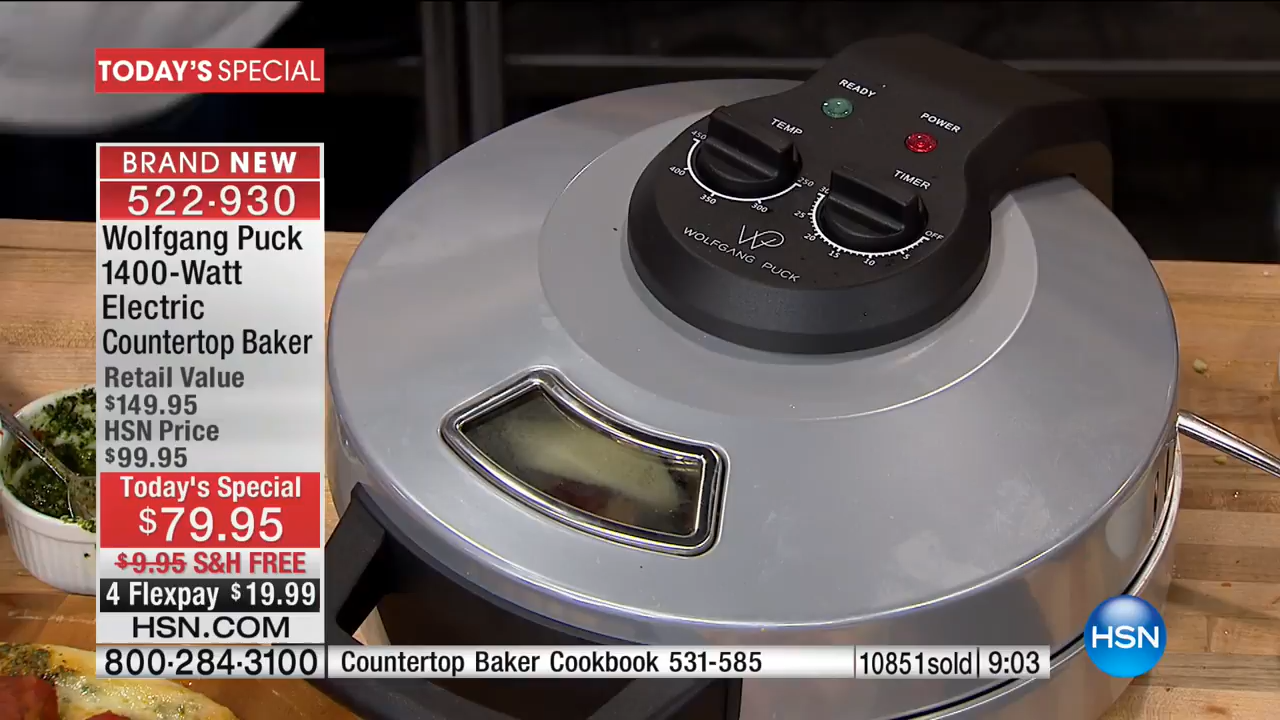 TODAY'S SPECIAL
BRAND NEW
522·930
Wolfgang Puck
1400-Watt
Electric
Countertop Baker
Retail Value
$149.95
HSN Price
$99.95
Today's Special
$79.95
$9.95 S&H FREE
4 Flexpay $19.99
HSN.COM
800·284·3100
Countertop Baker Cookbook 531-585
10851sold
9:03
HSN
READY
POWER
TEMP
450
400
350
300
250
TIMER
30
25
20
15
10
5
OFF
WP
WOLFGANG PUCK